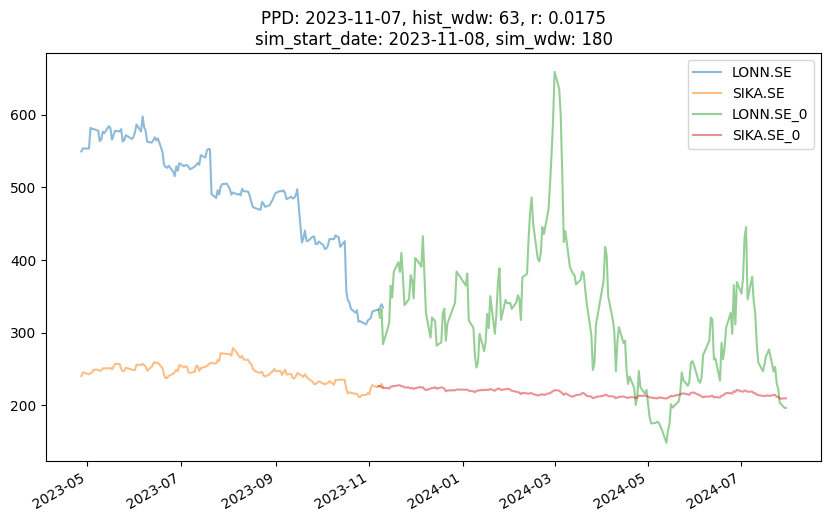 PPD: 2023-11-07, hist_wdw: 63, r: 0.0175
sim_start_date: 2023-11-08, sim_wdw: 180
LONN.SE
SIKA.SE
LONN.SE_0
SIKA.SE_0
600
500
400
300
200
2023-05
2023-07
2023-09
2023-11
2024-01
2024-03
2024-05
2024-07